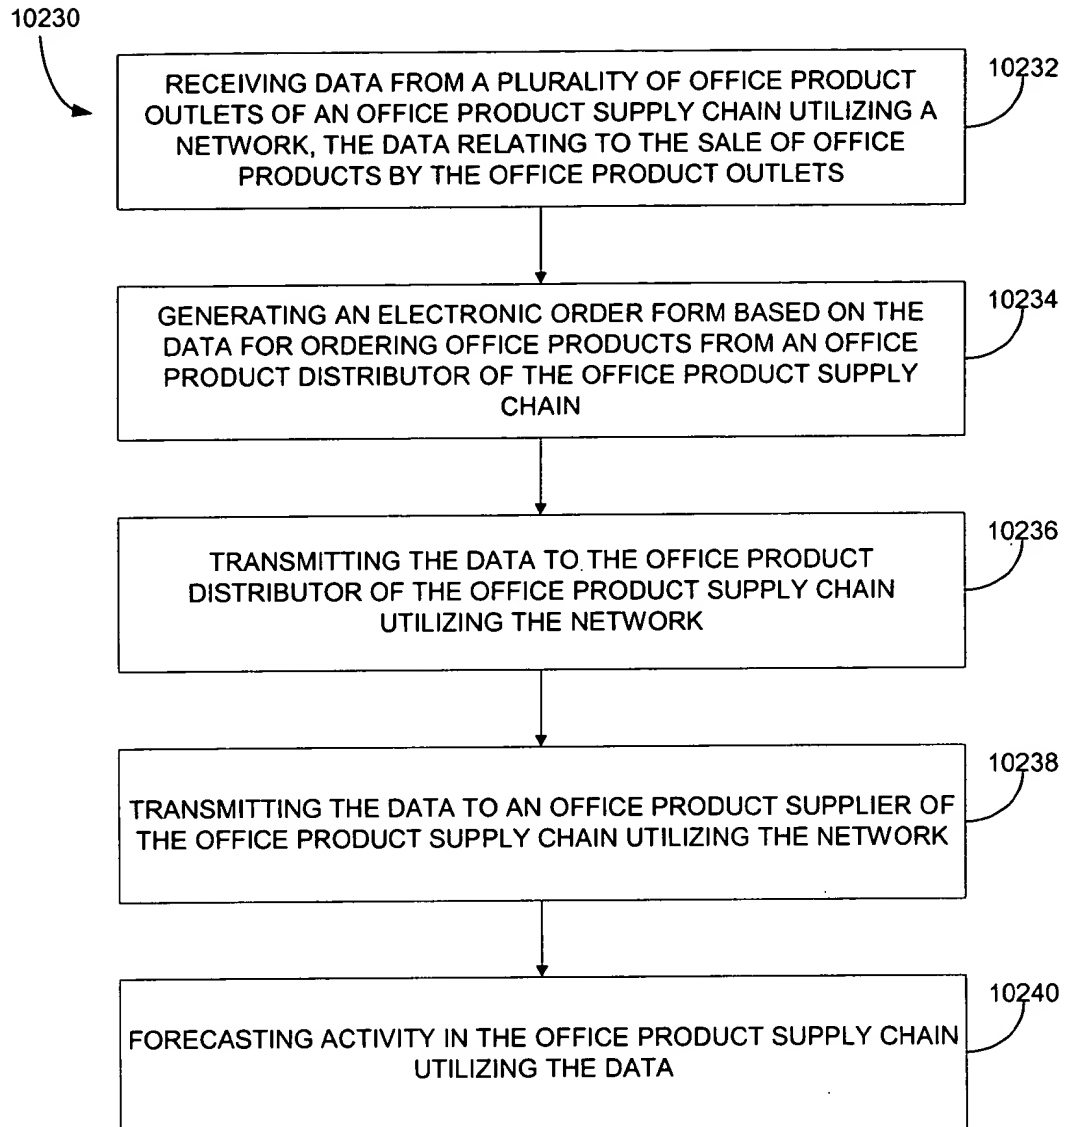 10230
10232
RECEIVING DATA FROM A PLURALITY OF OFFICE PRODUCT
OUTLETS OF AN OFFICE PRODUCT SUPPLY CHAIN UTILIZING A
NETWORK, THE DATA RELATING TO THE SALE OF OFFICE
PRODUCTS BY THE OFFICE PRODUCT OUTLETS
10234
GENERATING AN ELECTRONIC ORDER FORM BASED ON THE
DATA FOR ORDERING OFFICE PRODUCTS FROM AN OFFICE
PRODUCT DISTRIBUTOR OF THE OFFICE PRODUCT SUPPLY
CHAIN
10236
TRANSMITTING THE DATA TO THE OFFICE PRODUCT
DISTRIBUTOR OF THE OFFICE PRODUCT SUPPLY CHAIN
UTILIZING THE NETWORK
10238
TRANSMITTING THE DATA TO AN OFFICE PRODUCT SUPPLIER OF
THE OFFICE PRODUCT SUPPLY CHAIN UTILIZING THE NETWORK
10240
FORECASTING ACTIVITY IN THE OFFICE PRODUCT SUPPLY CHAIN
UTILIZING THE DATA